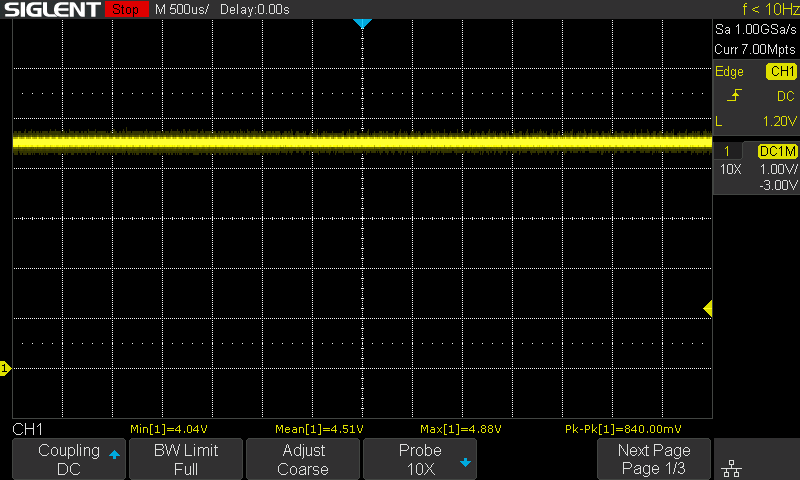 SIGLENT Stop M 500us/ Delay:0.00s f < 10Hz
Sa 1.00GSa/s
Curr 7.00Mpts
Edge CH1
DC
L 1.20V
1 DC1M
10X 1.00V/
-3.00V
1
CH1 Min[1]=4.04V Mean[1]=4.51V Max[1]=4.88V Pk-Pk[1]=840.00mV
Coupling BW Limit Adjust Probe Next Page
DC Full Coarse 10X Page 1/3